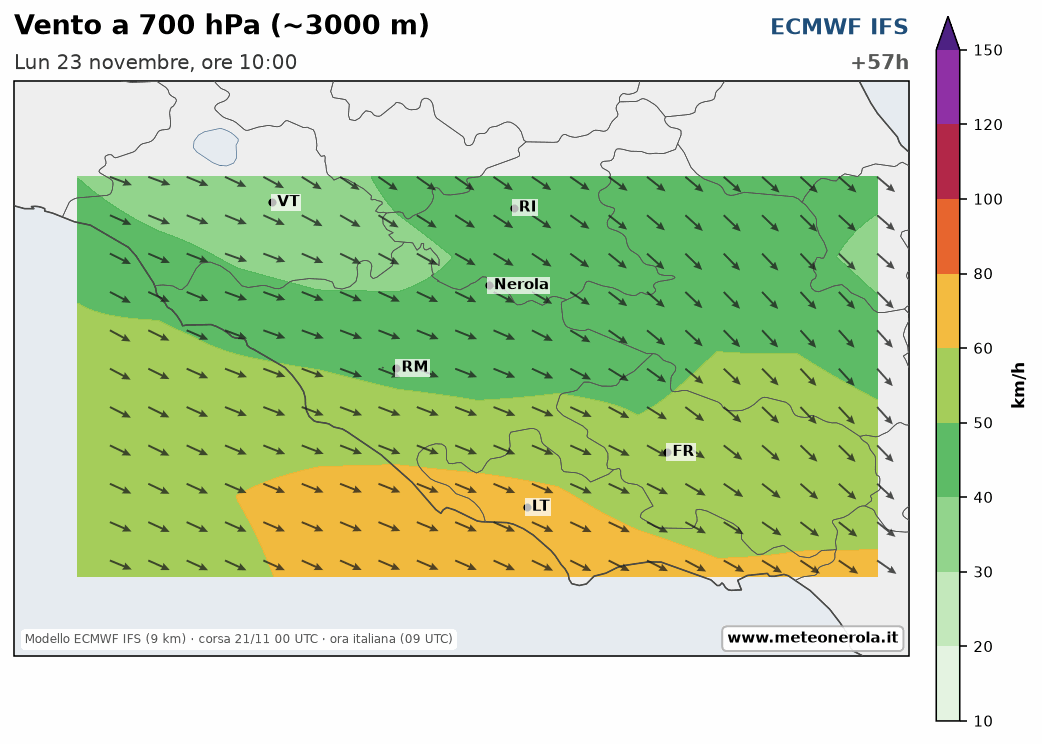 Vento a 700 hPa (~3000 m)
ECMWF IFS
Lun 23 novembre, ore 10:00
+57h
VT
RI
Nerola
RM
FR
LT
150
120
100
80
60
50
40
30
20
10
km/h
Modello ECMWF IFS (9 km) · corsa 21/11 00 UTC · ora italiana (09 UTC)
www.meteonerola.it